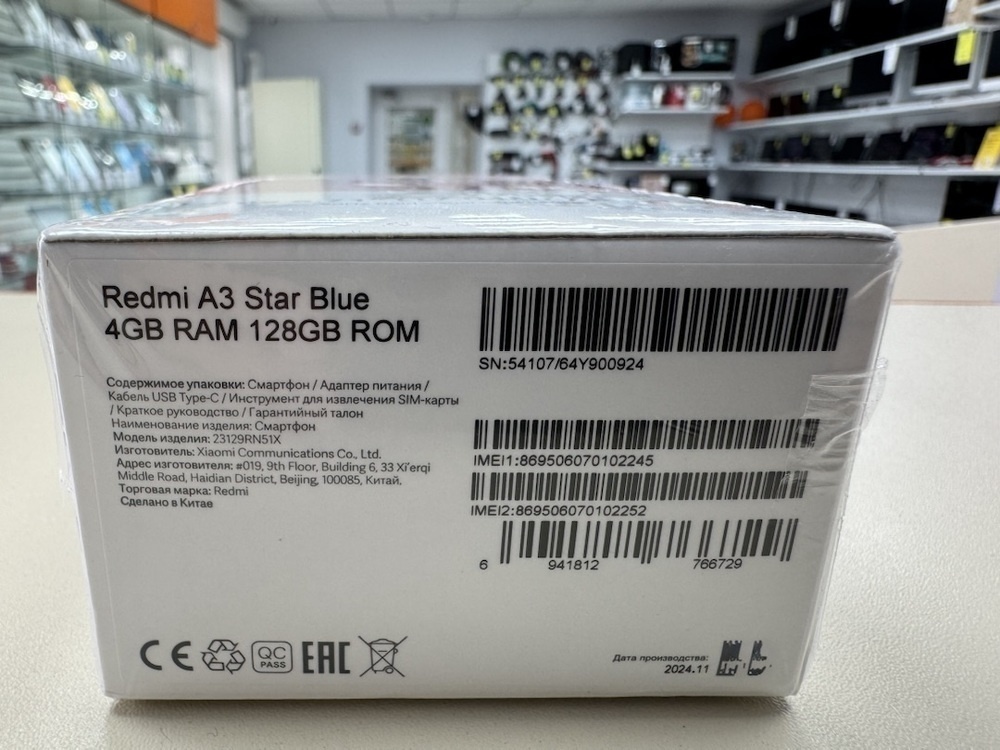 Redmi A3 Star Blue
4GB RAM 128GB ROM
Содержимое упаковки: Смартфон / Адаптер питания /
Кабель USB Type-C / Инструмент для извлечения SIM-карты
/ Краткое руководство / Гарантийный талон
Наименование изделия: Смартфон
Модель изделия: 23129RN51X
Изготовитель: Xiaomi Communications Co., Ltd.
Адрес изготовителя: #019, 9th Floor, Building 6, 33 Xi'erqi
Middle Road, Haidian District, Beijing, 100085, Китай.
Торговая марка: Redmi
Сделано в Китае
SN:54107/64Y900924
IMEI1:869506070102245
IMEI2:869506070102252
6 941812 766729
CE QC PASS EAC
Дата производства:
2024.11